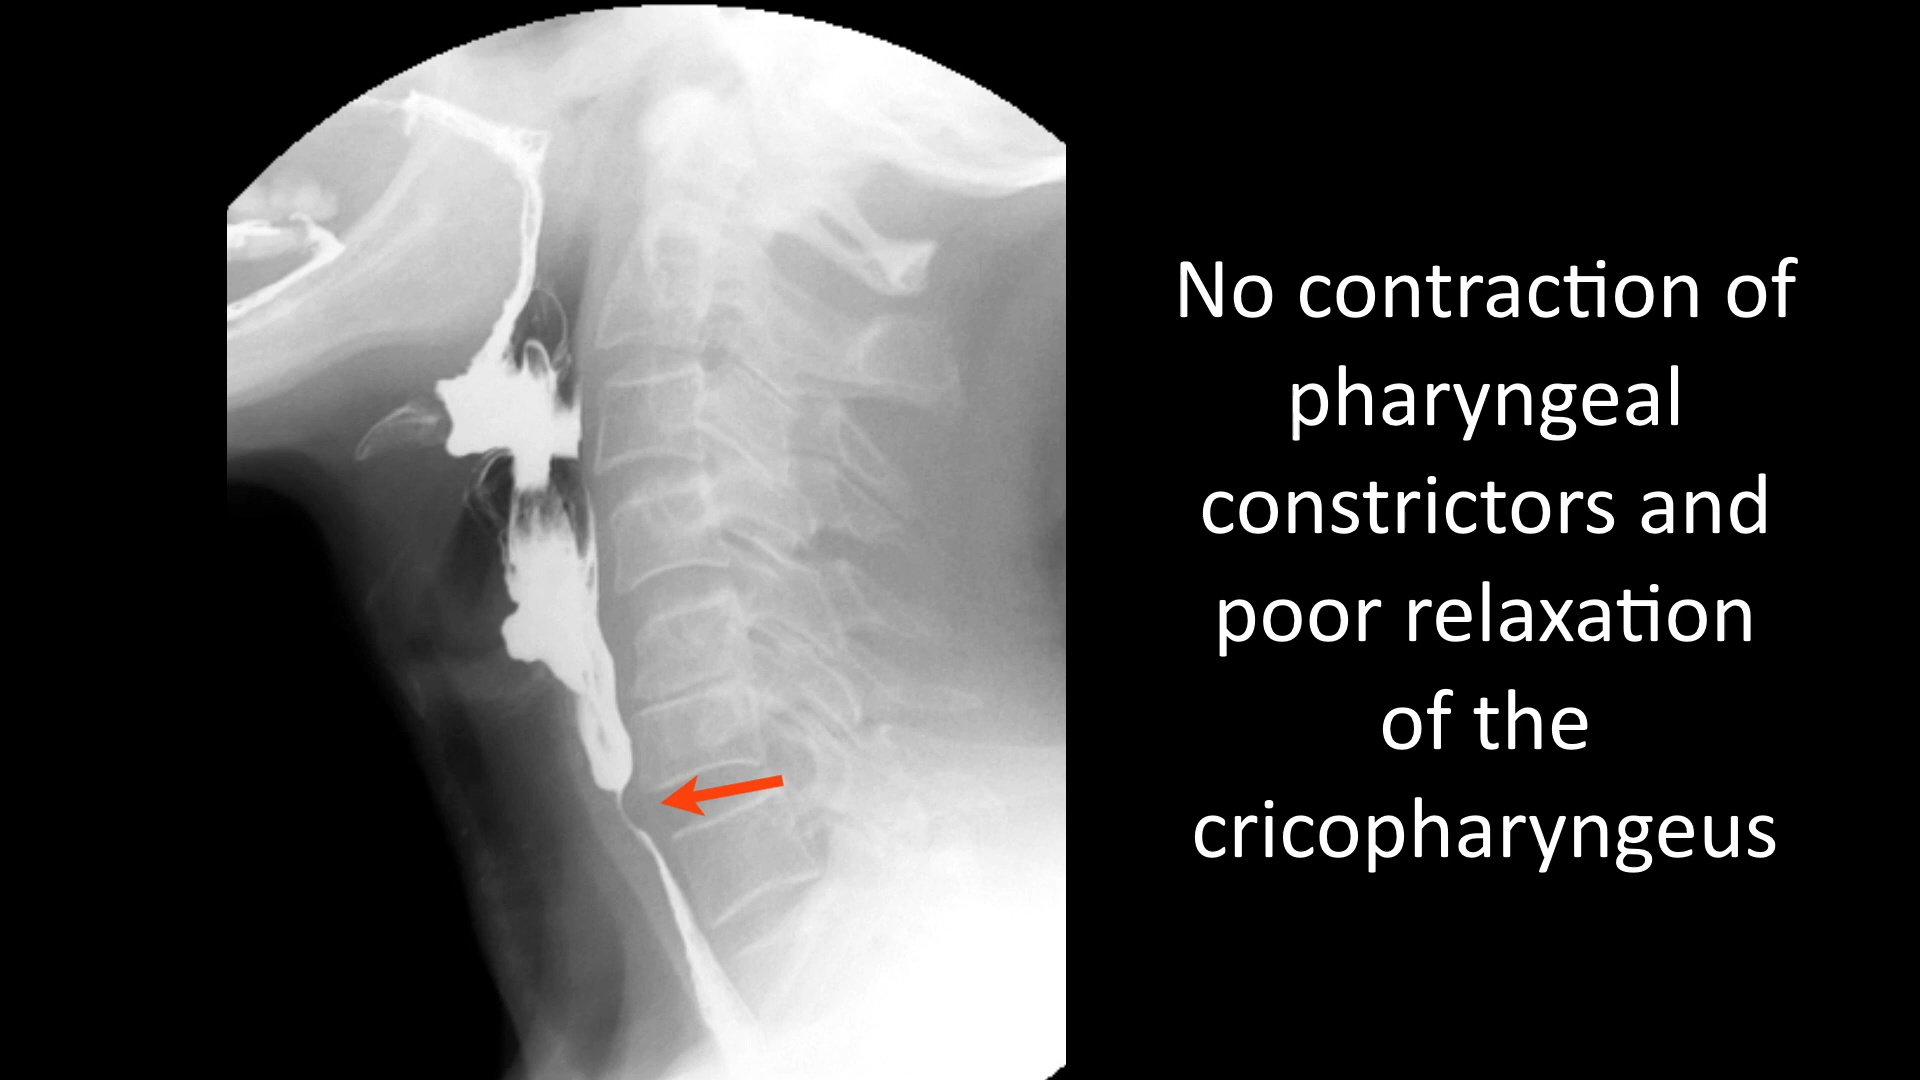 No contraction of
pharyngeal
constrictors and
poor relaxation
of the
cricopharyngeus